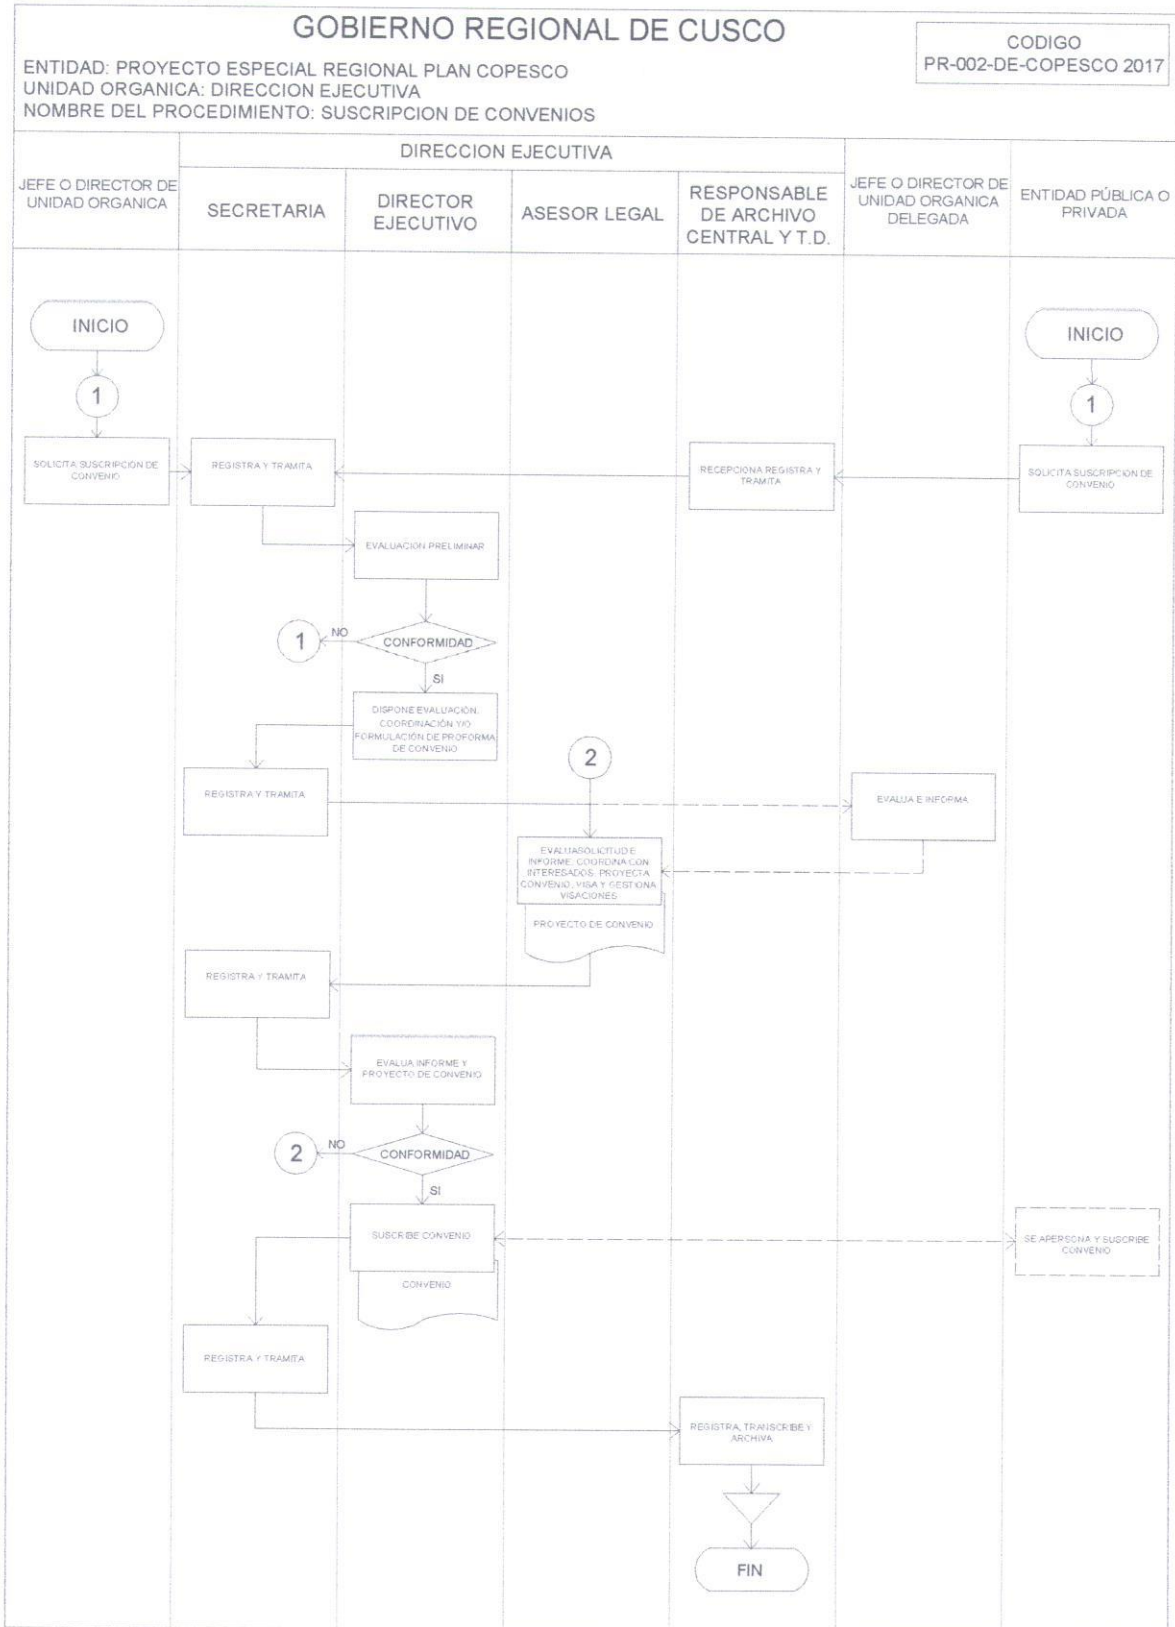 GOBIERNO REGIONAL DE CUSCO
CODIGO
PR-002-DE-COPESCO 2017
ENTIDAD: PROYECTO ESPECIAL REGIONAL PLAN COPESCO
UNIDAD ORGANICA: DIRECCION EJECUTIVA
NOMBRE DEL PROCEDIMIENTO: SUSCRIPCION DE CONVENIOS
DIRECCION EJECUTIVA
JEFE O DIRECTOR DE
UNIDAD ORGANICA
SECRETARIA
DIRECTOR
EJECUTIVO
ASESOR LEGAL
RESPONSABLE
DE ARCHIVO
CENTRAL Y T.D.
JEFE O DIRECTOR DE
UNIDAD ORGANICA
DELEGADA
ENTIDAD PÚBLICA O
PRIVADA
INICIO
INICIO
1
1
SOLICITA SUSCRIPCION DE
CONVENIO
REGISTRA Y TRAMITA
RECEPCIONA REGISTRA Y
TRAMITA
SOLICITA SUSCRIPCION DE
CONVENIO
EVALUACION PRELIMINAR
1
NO
CONFORMIDAD
SI
DISPONE EVALUACIÓN,
COORDINACIÓN Y/O
FORMULACIÓN DE PROFORMA
DE CONVENIO
2
REGISTRA Y TRAMITA
EVALUA E INFORMA
EVALUA SOLICITUD E
INFORME, COORDINA CON
INTERESADOS, PROYECTA
CONVENIO, VISA Y GESTIONA
VISACIONES
PROYECTO DE CONVENIO
REGISTRA Y TRAMITA
EVALUA INFORME Y
PROYECTO DE CONVENIO
2
NO
CONFORMIDAD
SI
SUSCRIBE CONVENIO
SE APERSONA Y SUSCRIBE
CONVENIO
CONVENIO
REGISTRA Y TRAMITA
REGISTRA, TRANSCRIBE Y
ARCHIVA
FIN